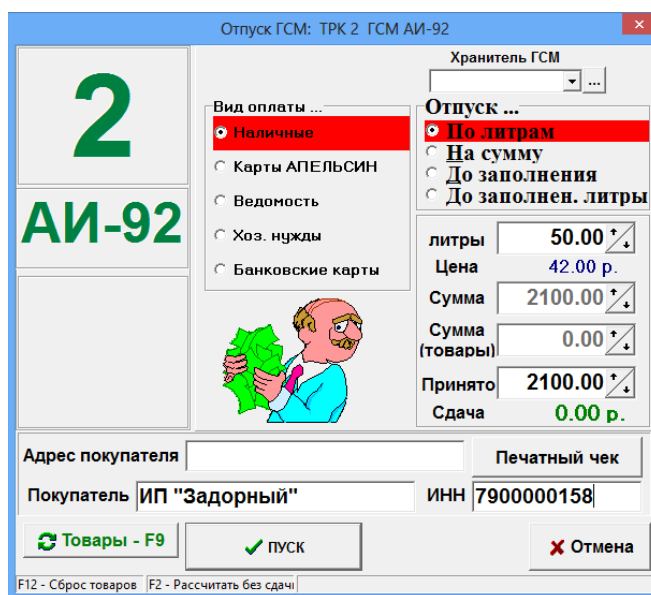 Отпуск ГСМ: ТРК 2 ГСМ АИ-92
2
АИ-92
Хранитель ГСМ
...
Вид оплаты ...
Наличные
Карты АПЕЛЬСИН
Ведомость
Хоз. нужды
Банковские карты
Отпуск ...
По литрам
На сумму
До заполнения
До заполнен. литры
литры 50.00
Цена 42.00 р.
Сумма 2100.00
Сумма (товары) 0.00
Принято 2100.00
Сдача 0.00 р.
Адрес покупателя
Печатный чек
Покупатель ИП "Задорный" ИНН 7900000158
Товары - F9
ПУСК
Отмена
F12 - Сброс товаров F2 - Рассчитать без сдачи